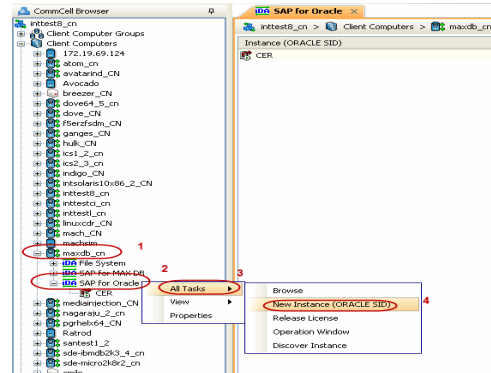 CommCell Browser
inttest8_cn
Client Computer Groups
Client Computers
172.19.69.124
atom_cn
avatarind_CN
Avocado
breezer_CN
dove64_5_cn
dove_CN
f5erzfsdm_CN
ganges_CN
hulk_CN
ics1_2_cn
ics2_3_cn
indigo_CN
intsolaris10x86_2_CN
inttest8_cn
inttestci_cn
inttestl_cn
linuxcdr_CN
mach_CN
machsim
maxdb_cn
File System
SAP for MAX DB
SAP for Oracle
CER
mediainjection_CN
nagaraju_2_cn
pgrhelx64_CN
Ratrod
santest1_2
sde-ibmdb2k3_4_cn
sde-micro2k8r2_cn
smile
1
2
All Tasks
View
Properties
3
Browse
New Instance (ORACLE SID)
Release License
Operation Window
Discover Instance
4
SAP for Oracle
inttest8_cn > Client Computers > maxdb_cn
Instance (ORACLE SID)
CER